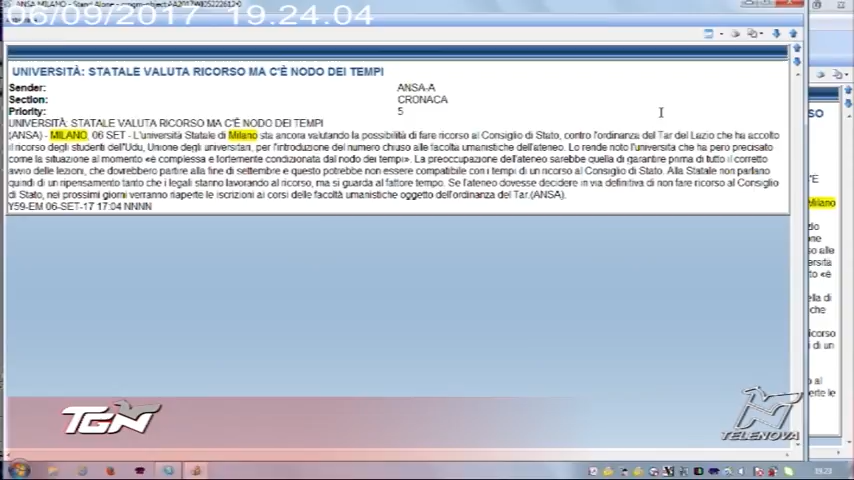 06/09/2017 19.24.04
UNIVERSITÀ: STATALE VALUTA RICORSO MA C'È NODO DEI TEMPI
Sender: ANSA-A
Section: CRONACA
Priority: 5
UNIVERSITÀ: STATALE VALUTA RICORSO MA C'È NODO DEI TEMPI
(ANSA) - MILANO, 06 SET - L'università Statale di Milano sta ancora valutando la possibilità di fare ricorso al Consiglio di Stato, contro l'ordinanza del Tar del Lazio che ha accolto
il ricorso degli studenti dell'Udu, Unione degli universitari, per l'introduzione del numero chiuso alle facoltà umanistiche dell'ateneo. Lo rende noto l'università che ha però precisato
come la situazione al momento «è complessa e fortemente condizionata dal nodo dei tempi». La preoccupazione dell'ateneo sarebbe quella di garantire prima di tutto il corretto
avvio delle lezioni, che dovrebbero partire alla fine di settembre e questo potrebbe non essere compatibile con i tempi di un ricorso al Consiglio di Stato. Alla Statale non parlano
quindi di un ripensamento tanto che i legali stanno lavorando al ricorso, ma si guarda al fattore tempo. Se l'ateneo dovesse decidere in via definitiva di non fare ricorso al Consiglio
di Stato, nei prossimi giorni verranno riaperte le iscrizioni ai corsi delle facoltà umanistiche oggetto dell'ordinanza del Tar.(ANSA).
Y59-EM 06-SET-17 17:04 NNNN
Milano
TGN
TELENOVA
19.23